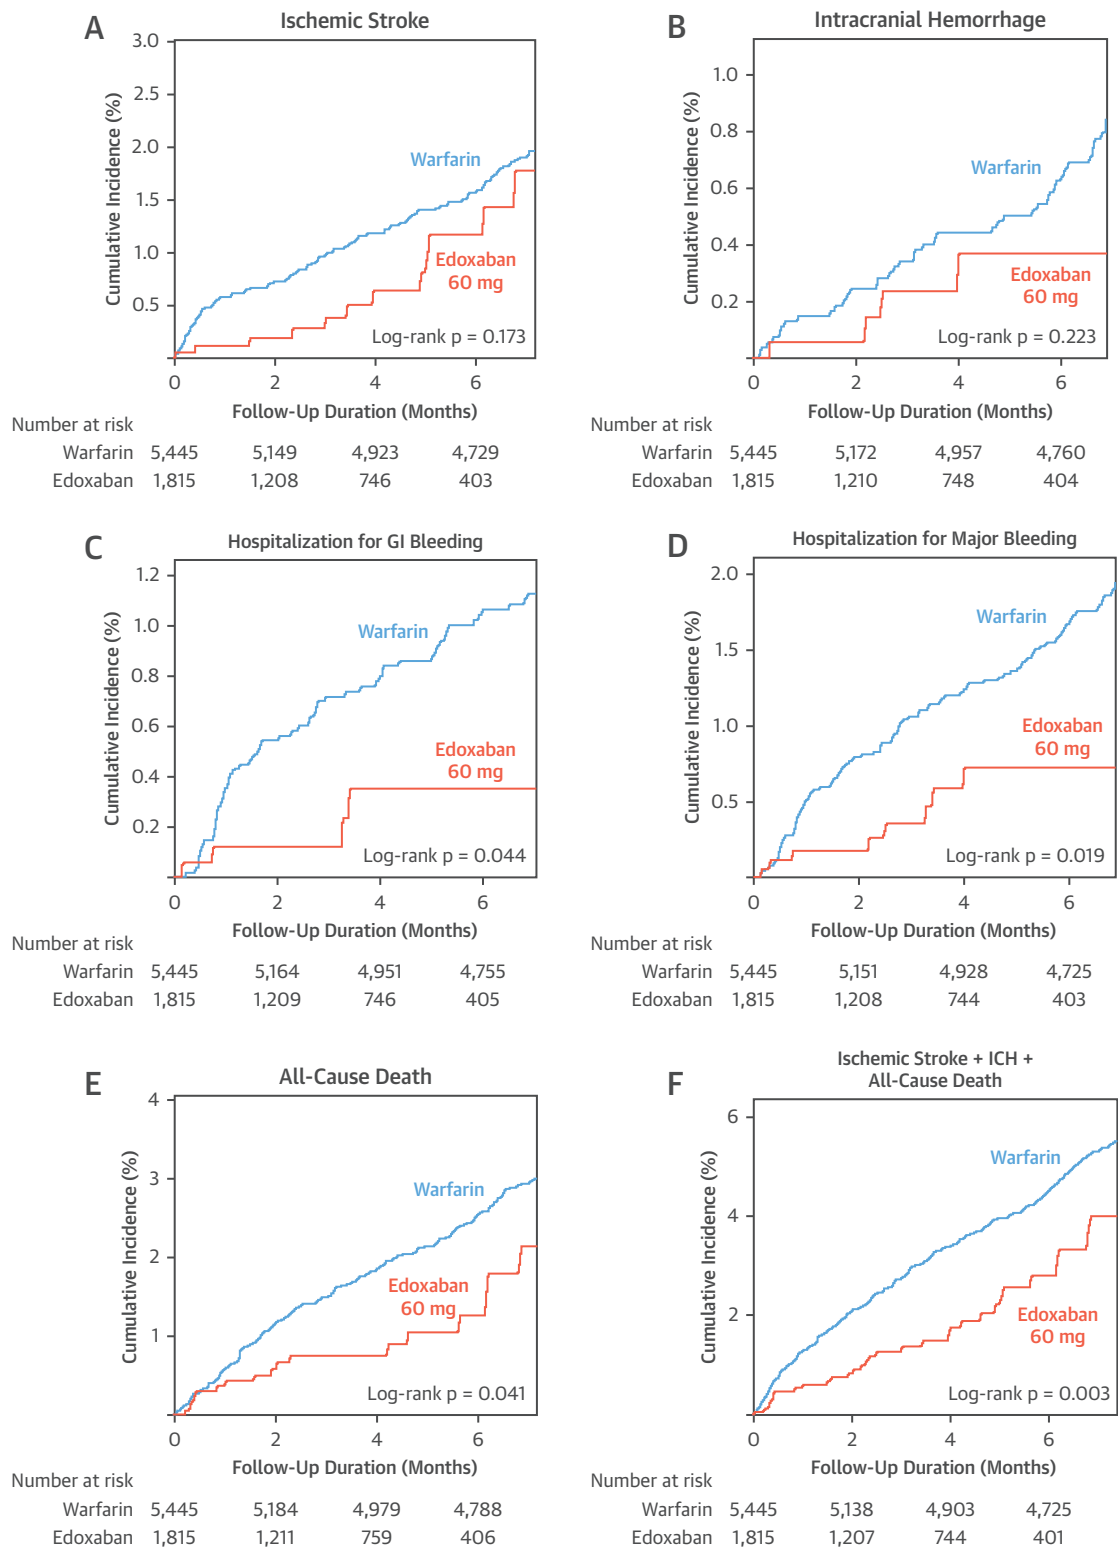 A
Ischemic Stroke
Cumulative Incidence (%)
3.0
2.5
2.0
1.5
1.0
0.5
Warfarin
Edoxaban
60 mg
Log-rank p = 0.173
0 2 4 6
Follow-Up Duration (Months)
Number at risk
Warfarin 5,445 5,149 4,923 4,729
Edoxaban 1,815 1,208 746 403
B
Intracranial Hemorrhage
Cumulative Incidence (%)
1.0
0.8
0.6
0.4
0.2
Warfarin
Edoxaban
60 mg
Log-rank p = 0.223
0 2 4 6
Follow-Up Duration (Months)
Number at risk
Warfarin 5,445 5,172 4,957 4,760
Edoxaban 1,815 1,210 748 404
C
Hospitalization for GI Bleeding
Cumulative Incidence (%)
1.2
1.0
0.8
0.6
0.4
0.2
Warfarin
Edoxaban
60 mg
Log-rank p = 0.044
0 2 4 6
Follow-Up Duration (Months)
Number at risk
Warfarin 5,445 5,164 4,951 4,755
Edoxaban 1,815 1,209 746 405
D
Hospitalization for Major Bleeding
Cumulative Incidence (%)
2.0
1.5
1.0
0.5
Warfarin
Edoxaban
60 mg
Log-rank p = 0.019
0 2 4 6
Follow-Up Duration (Months)
Number at risk
Warfarin 5,445 5,151 4,928 4,725
Edoxaban 1,815 1,208 744 403
E
All-Cause Death
Cumulative Incidence (%)
4
3
2
1
Warfarin
Edoxaban
60 mg
Log-rank p = 0.041
0 2 4 6
Follow-Up Duration (Months)
Number at risk
Warfarin 5,445 5,184 4,979 4,788
Edoxaban 1,815 1,211 759 406
F
Ischemic Stroke + ICH +
All-Cause Death
Cumulative Incidence (%)
6
4
2
Warfarin
Edoxaban
60 mg
Log-rank p = 0.003
0 2 4 6
Follow-Up Duration (Months)
Number at risk
Warfarin 5,445 5,138 4,903 4,725
Edoxaban 1,815 1,207 744 401